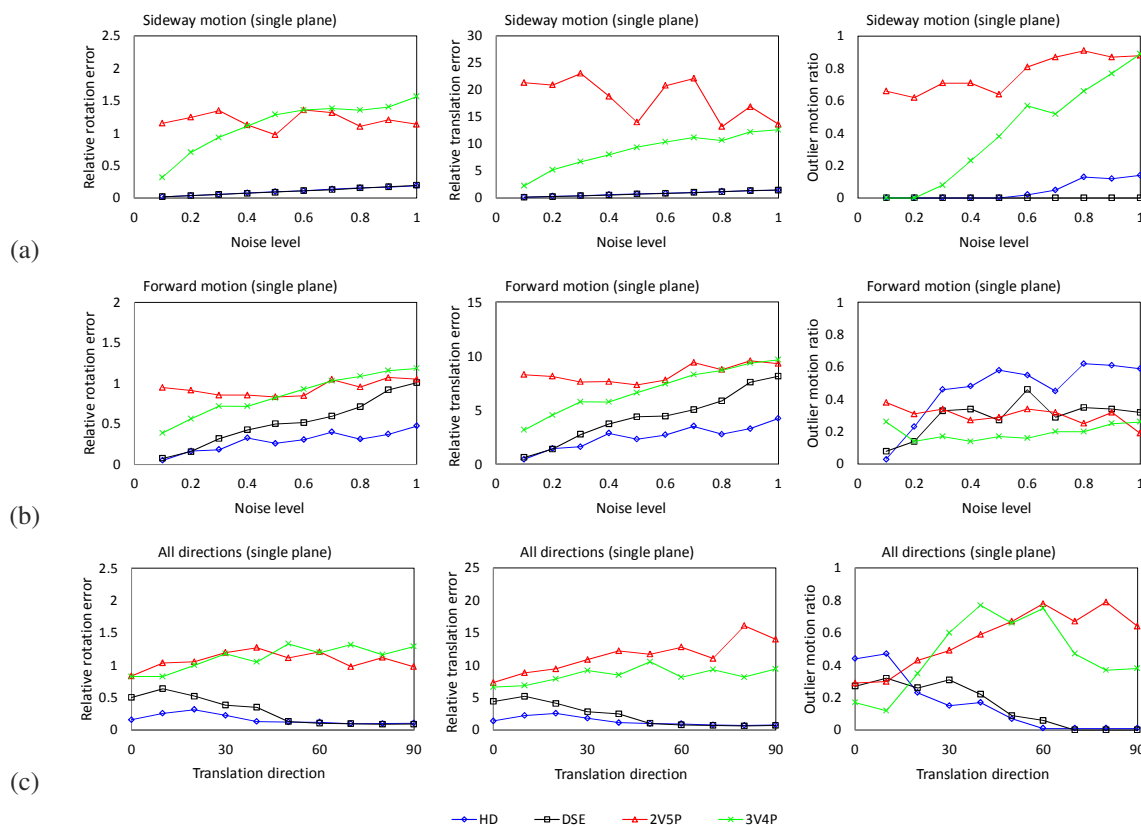 Sideway motion (single plane)
Relative rotation error
2.5
2
1.5
1
0.5
0
0 0.2 0.4 0.6 0.8 1
Noise level
Sideway motion (single plane)
Relative translation error
30
25
20
15
10
5
0
0 0.2 0.4 0.6 0.8 1
Noise level
Sideway motion (single plane)
Outlier motion ratio
1
0.8
0.6
0.4
0.2
0
0 0.2 0.4 0.6 0.8 1
Noise level
(a)
Forward motion (single plane)
Relative rotation error
2
1.5
1
0.5
0
0 0.2 0.4 0.6 0.8 1
Noise level
Forward motion (single plane)
Relative translation error
15
10
5
0
0 0.2 0.4 0.6 0.8 1
Noise level
Forward motion (single plane)
Outlier motion ratio
1
0.8
0.6
0.4
0.2
0
0 0.2 0.4 0.6 0.8 1
Noise level
(b)
All directions (single plane)
Relative rotation error
2.5
2
1.5
1
0.5
0
0 30 60 90
Translation direction
All directions (single plane)
Relative translation error
25
20
15
10
5
0
0 30 60 90
Translation direction
All directions (single plane)
Outlier motion ratio
1
0.8
0.6
0.4
0.2
0
0 30 60 90
Translation direction
(c)
HD DSE 2V5P 3V4P